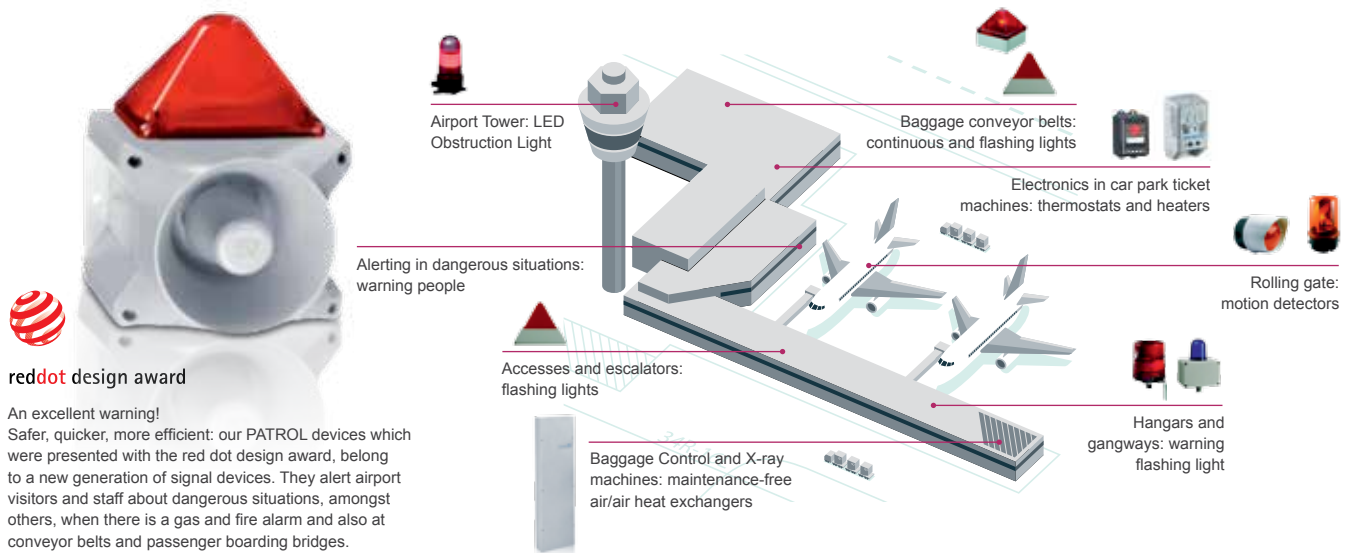 Airport Tower: LED
Obstruction Light
Baggage conveyor belts:
continuous and flashing lights
Electronics in car park ticket
machines: thermostats and heaters
Alerting in dangerous situations:
warning people
Rolling gate:
motion detectors
Accesses and escalators:
flashing lights
Hangars and
gangways: warning
flashing light
Baggage Control and X-ray
machines: maintenance-free
air/air heat exchangers
34R
reddot design award
An excellent warning!
Safer, quicker, more efficient: our PATROL devices which
were presented with the red dot design award, belong
to a new generation of signal devices. They alert airport
visitors and staff about dangerous situations, amongst
others, when there is a gas and fire alarm and also at
conveyor belts and passenger boarding bridges.